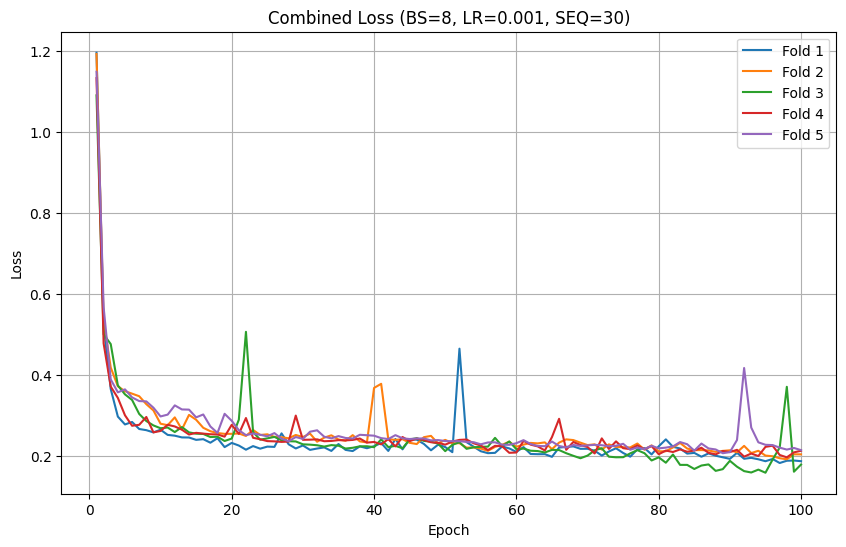 Combined Loss (BS=8, LR=0.001, SEQ=30)
Fold 1
Fold 2
Fold 3
Fold 4
Fold 5
Loss
1.2
1.0
0.8
0.6
0.4
0.2
0
20
40
60
80
100
Epoch